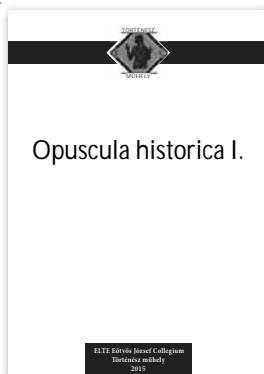 TÖRTÉNÉSZ
MŰHELY
Opuscula historica I.
ELTE Eötvös József Collegium
Történész műhely
2015